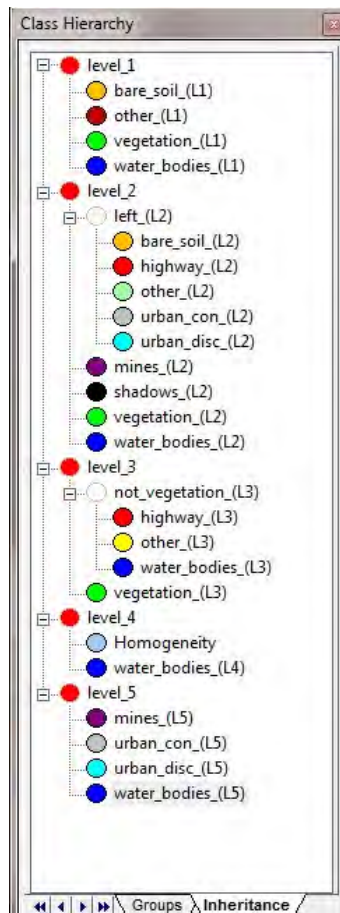 Class Hierarchy
level_1
bare_soil_(L1)
other_(L1)
vegetation_(L1)
water_bodies_(L1)
level_2
left_(L2)
bare_soil_(L2)
highway_(L2)
other_(L2)
urban_con_(L2)
urban_disc_(L2)
mines_(L2)
shadows_(L2)
vegetation_(L2)
water_bodies_(L2)
level_3
not_vegetation_(L3)
highway_(L3)
other_(L3)
water_bodies_(L3)
vegetation_(L3)
level_4
Homogeneity
water_bodies_(L4)
level_5
mines_(L5)
urban_con_(L5)
urban_disc_(L5)
water_bodies_(L5)
Groups Inheritance